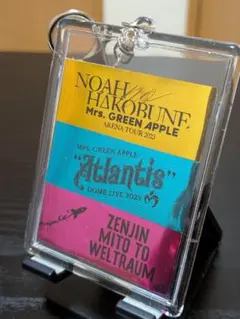 NOAH no HAKOBUNE
Mrs. GREEN APPLE
ARENA TOUR 2023
MRS. GREEN APPLE
"Atlantis"
DOME LIVE 2023
ZENJIN
MITO TO
WELTRAUM